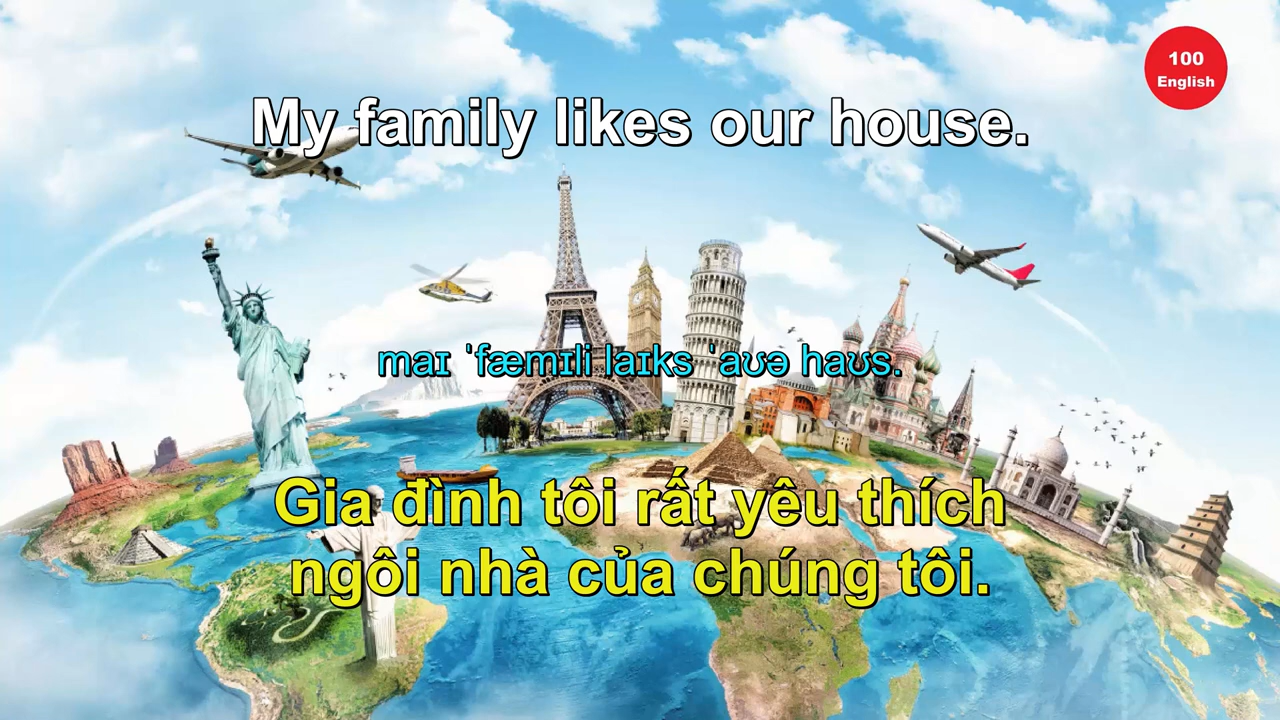 100
English
My family likes our house.
maɪ ˈfæmɪli laɪks ˈaʊə haʊs.
Gia đình tôi rất yêu thích
ngôi nhà của chúng tôi.